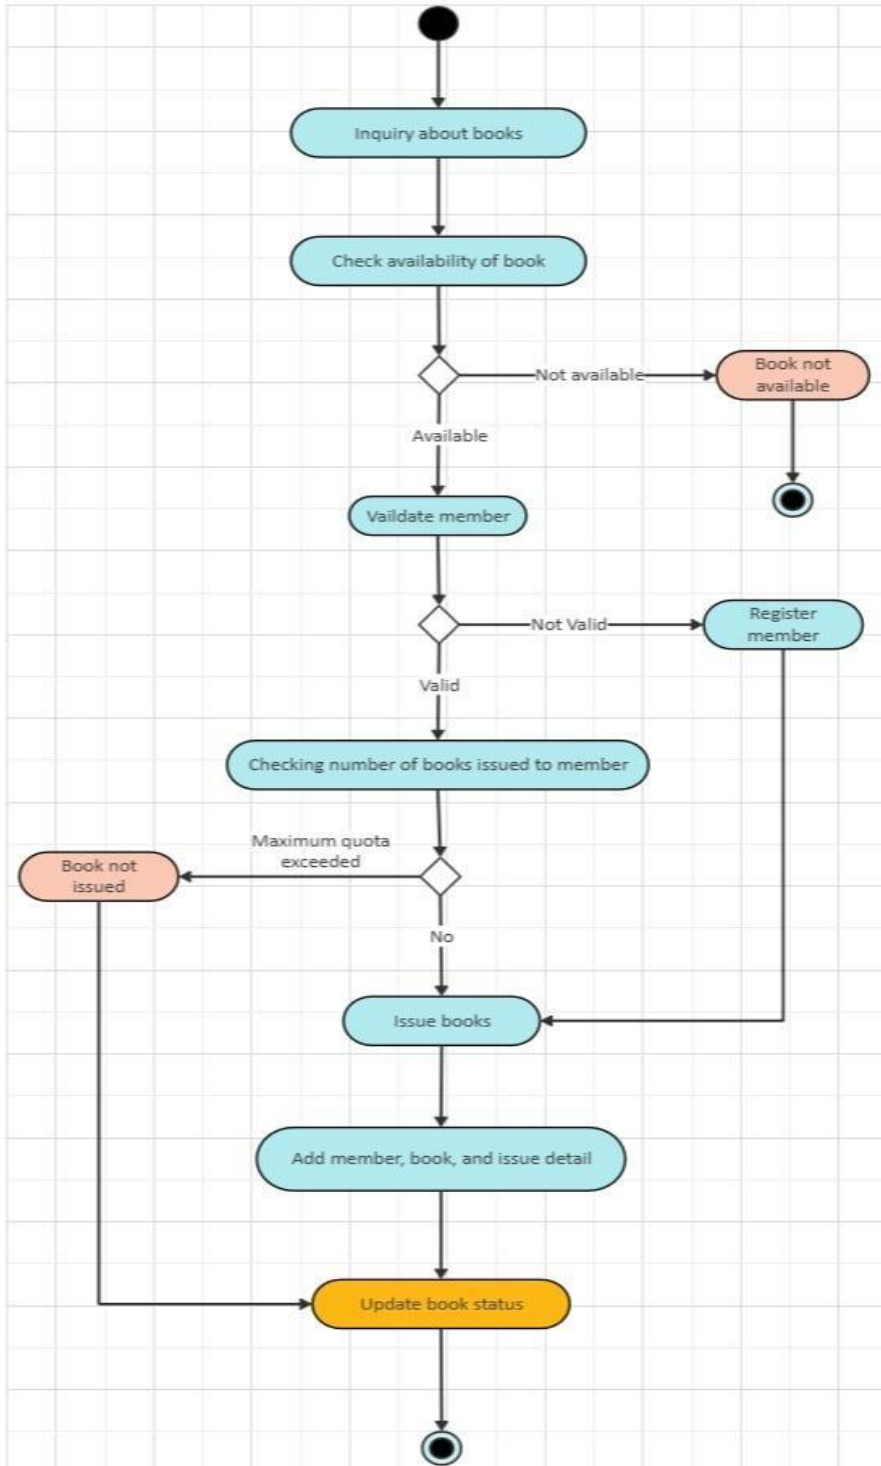 Inquiry about books
Check availability of book
Not available
Book not
available
Available
Vaildate member
Not Valid
Register
member
Valid
Checking number of books issued to member
Maximum quota
exceeded
Book not
issued
No
Issue books
Add member, book, and issue detail
Update book status